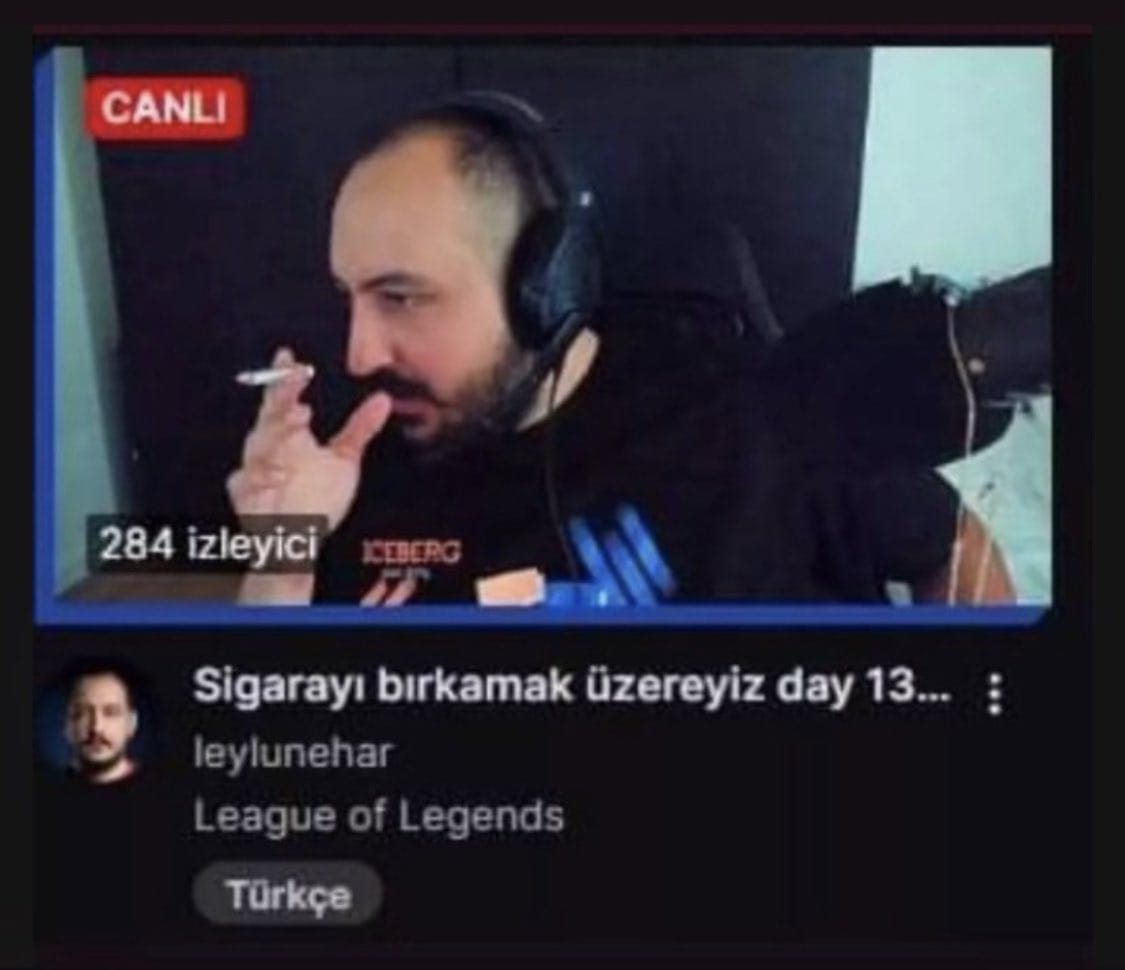 CANLI
284 izleyici
ICEBERG
Sigarayı bırkamak üzereyiz day 13...
leylunehar
League of Legends
Türkçe